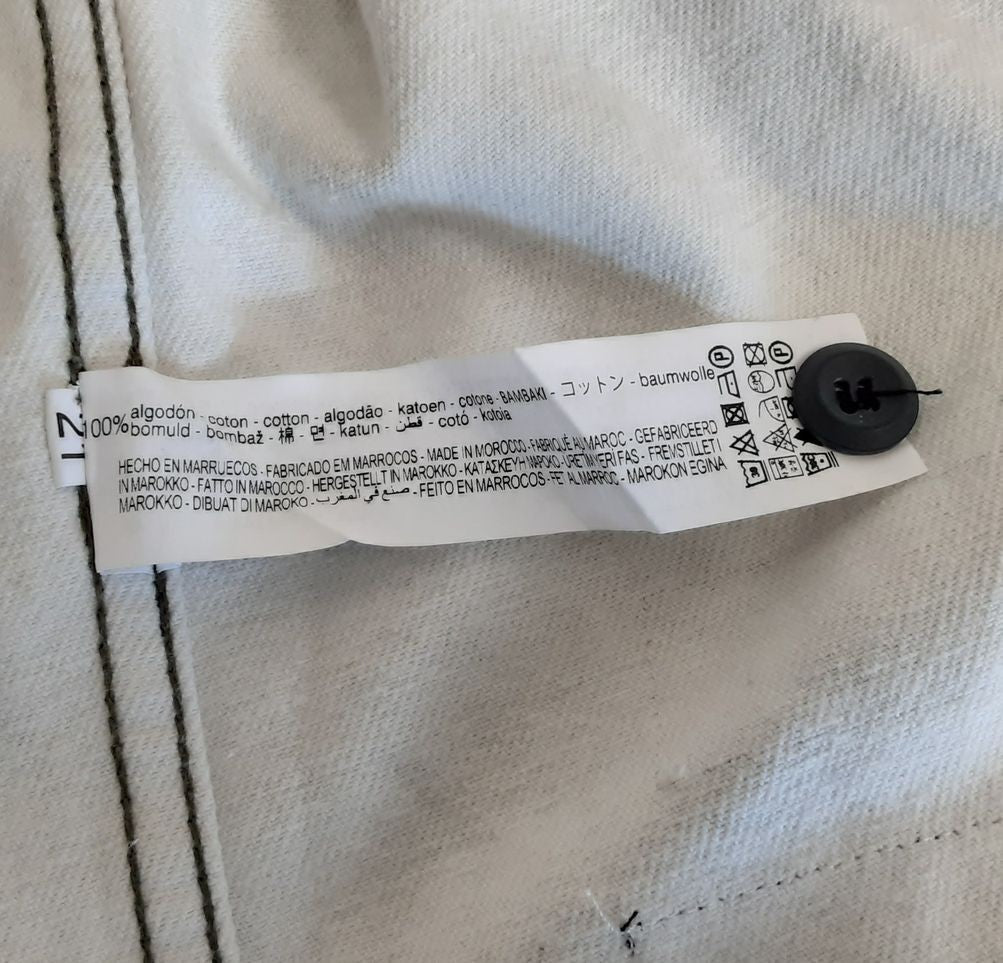 100% algodón - coton - cotton - algodão - katoen - cotone - BAMBAKI - コットン - baumwolle
bomuld - bombaž - 棉 - 면 - katun - قطن - cotó - kotoia
HECHO EN MARRUECOS - FABRICADO EM MARROCOS - MADE IN MOROCCO - FABRIQUÉ AU MAROC - GEFABRICEERD
IN MAROKKO - FATTO IN MAROCCO - HERGESTELLT IN MAROKKO - ΚΑΤΑΣΚΕΥΗ ΜΑΡΟΚΟ - FREMSTILLET I
MAROKKO - DIBUAT DI MAROKO - صنع في المغرب - FEITO EN MARROCOS - FET AL MARROC - MAROKON EGINA
P P